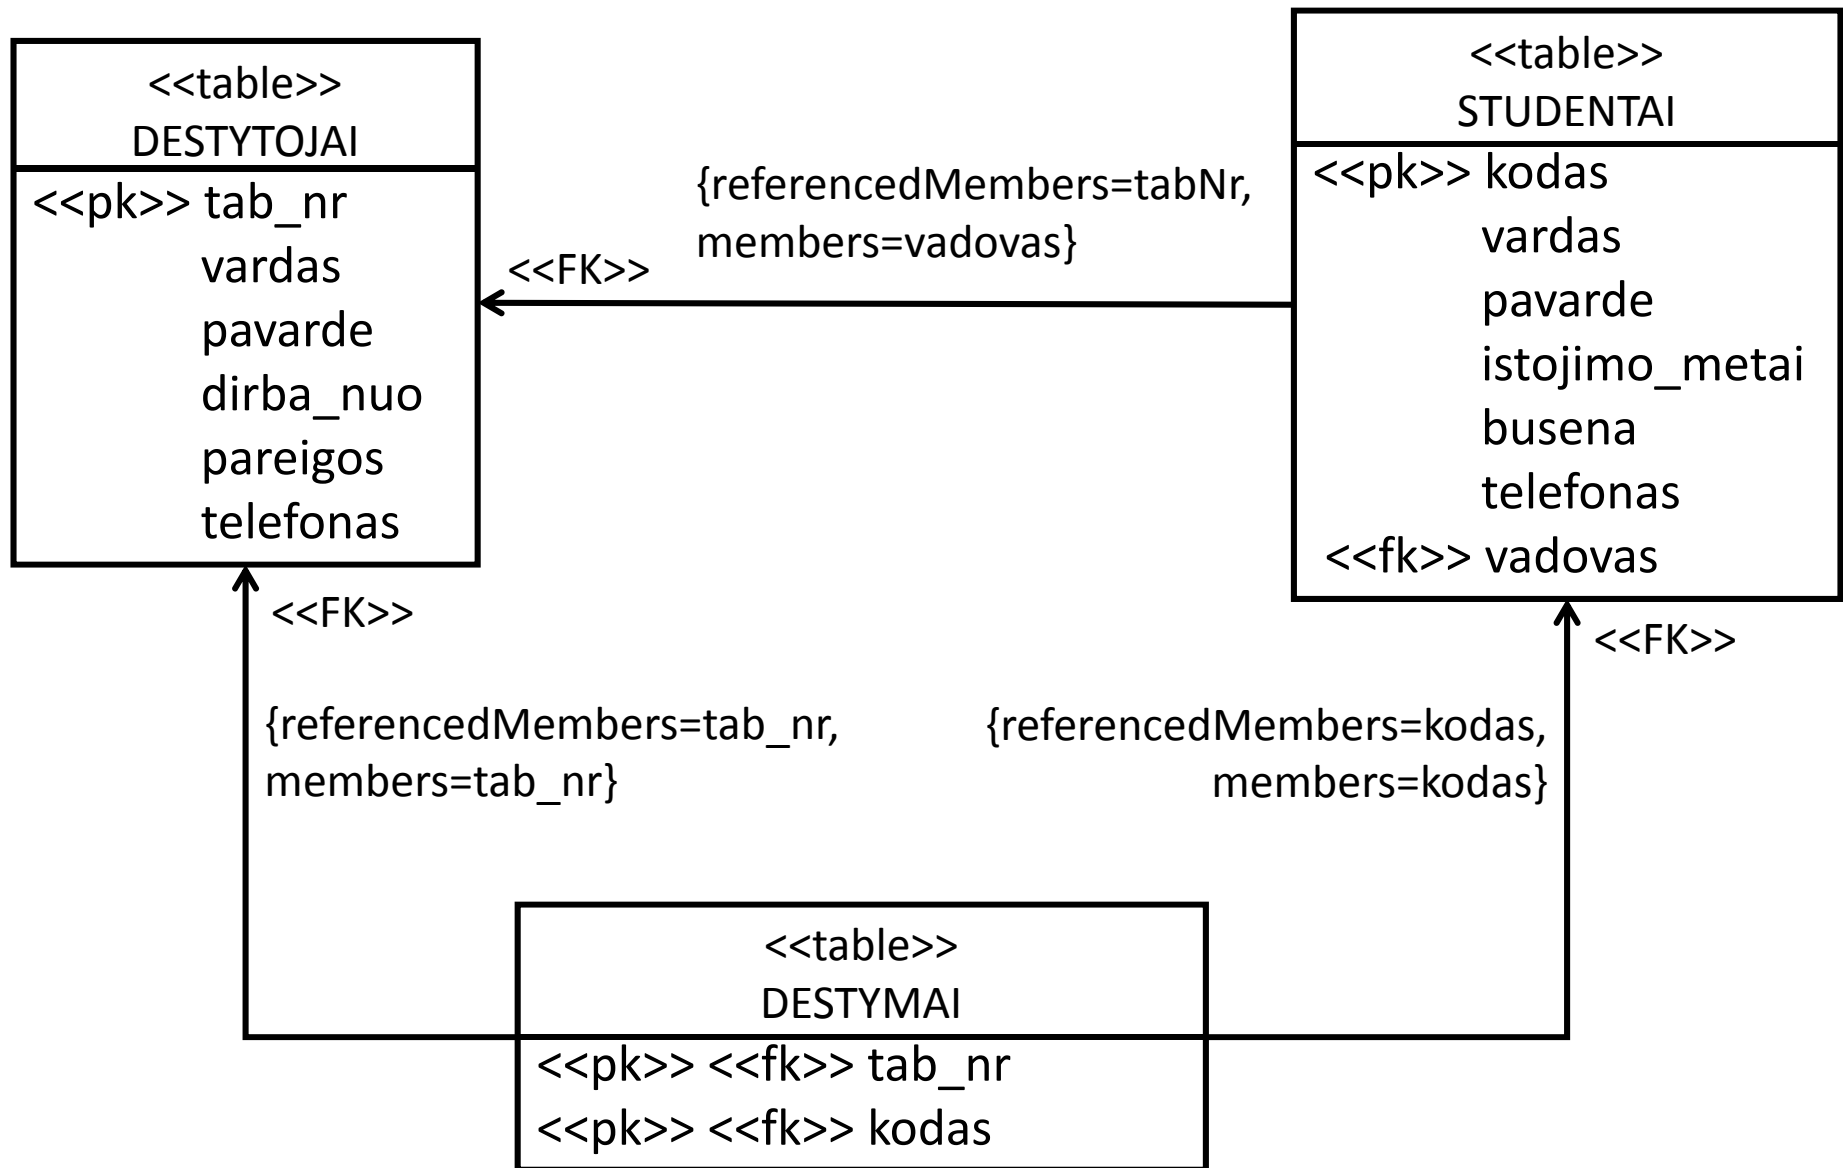 <<table>>
DESTYTOJAI
<<pk>> tab_nr
vardas
pavarde
dirba_nuo
pareigos
telefonas
<<FK>>
{referencedMembers=tabNr,
members=vadovas}
<<table>>
STUDENTAI
<<pk>> kodas
vardas
pavarde
istojimo_metai
busena
telefonas
<<fk>> vadovas
<<FK>>
{referencedMembers=tab_nr,
members=tab_nr}
<<FK>>
{referencedMembers=kodas,
members=kodas}
<<table>>
DESTYMAI
<<pk>> <<fk>> tab_nr
<<pk>> <<fk>> kodas